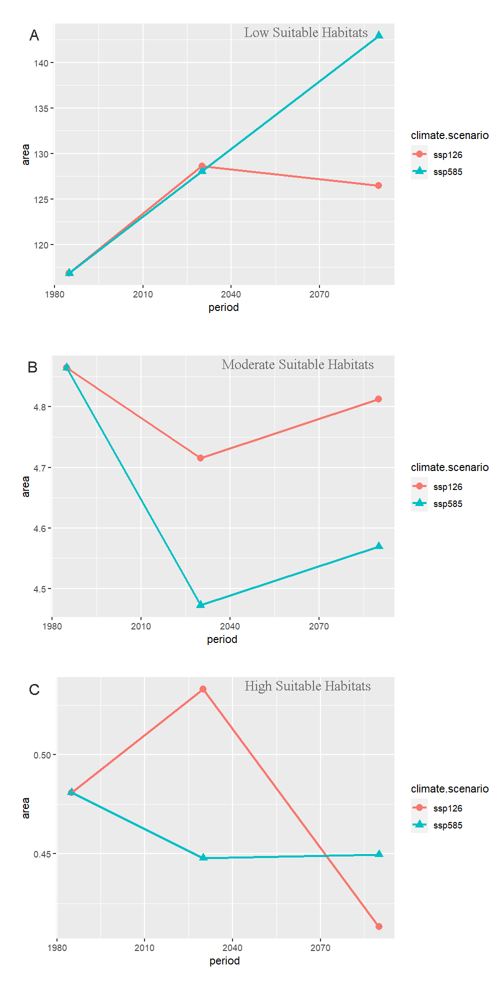 A
Low Suitable Habitats
140
135
130
125
120
area
1980
2010
2040
2070
period
climate.scenario
ssp126
ssp585
B
Moderate Suitable Habitats
4.8
4.7
4.6
4.5
area
1980
2010
2040
2070
period
climate.scenario
ssp126
ssp585
C
High Suitable Habitats
0.50
0.45
area
1980
2010
2040
2070
period
climate.scenario
ssp126
ssp585